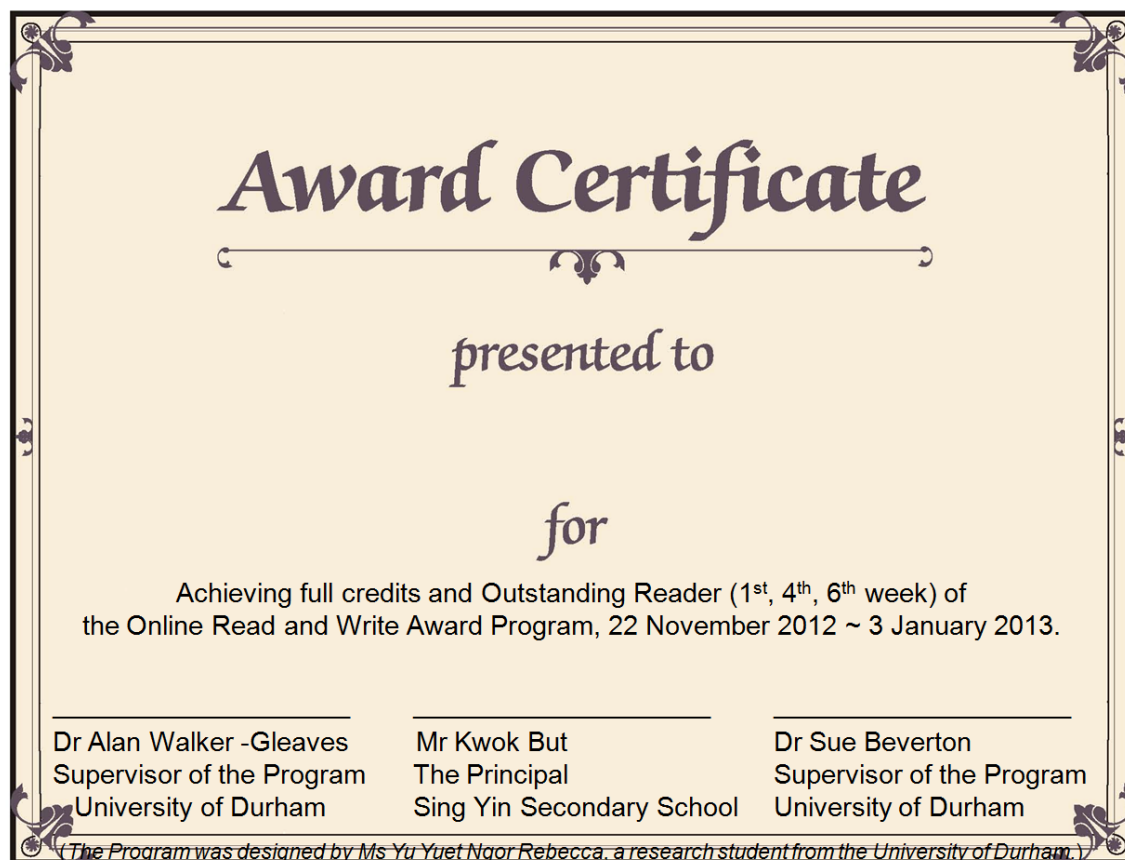 Award Certificate
presented to
for
Achieving full credits and Outstanding Reader (1st, 4th, 6th week) of
the Online Read and Write Award Program, 22 November 2012 ~ 3 January 2013.
Dr Alan Walker -Gleaves
Supervisor of the Program
University of Durham
Mr Kwok But
The Principal
Sing Yin Secondary School
Dr Sue Beverton
Supervisor of the Program
University of Durham
(The Program was designed by Ms Yu Yuet Ngor Rebecca, a research student from the University of Durham.)